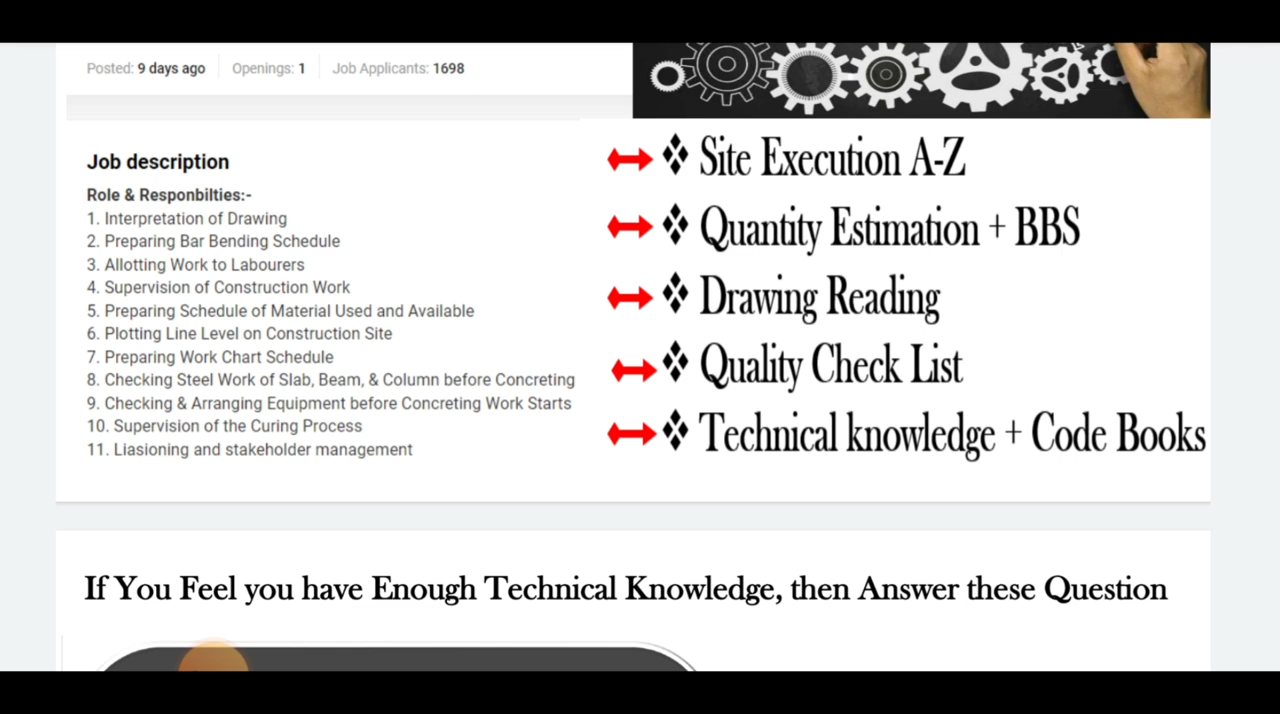 Posted: 9 days ago Openings: 1 Job Applicants: 1698
Job description
Role & Responbilties:-
1. Interpretation of Drawing
2. Preparing Bar Bending Schedule
3. Allotting Work to Labourers
4. Supervision of Construction Work
5. Preparing Schedule of Material Used and Available
6. Plotting Line Level on Construction Site
7. Preparing Work Chart Schedule
8. Checking Steel Work of Slab, Beam, & Column before Concreting
9. Checking & Arranging Equipment before Concreting Work Starts
10. Supervision of the Curing Process
11. Liasioning and stakeholder management
Site Execution A-Z
Quantity Estimation + BBS
Drawing Reading
Quality Check List
Technical knowledge + Code Books
If You Feel you have Enough Technical Knowledge, then Answer these Question